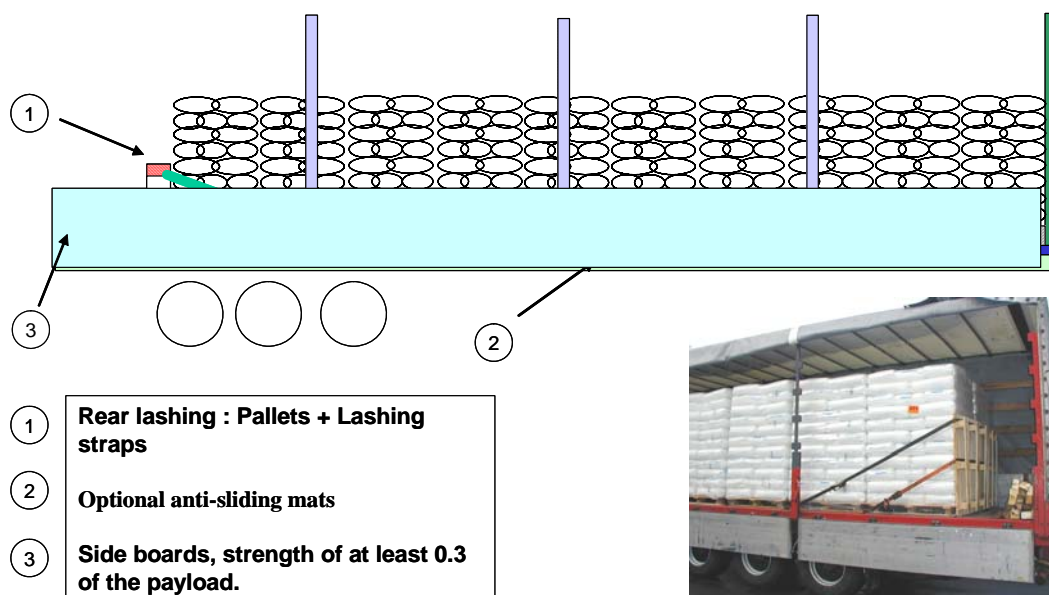 1
3
2
1
Rear lashing : Pallets + Lashing
straps
2
Optional anti-sliding mats
3
Side boards, strength of at least 0.3
of the payload.